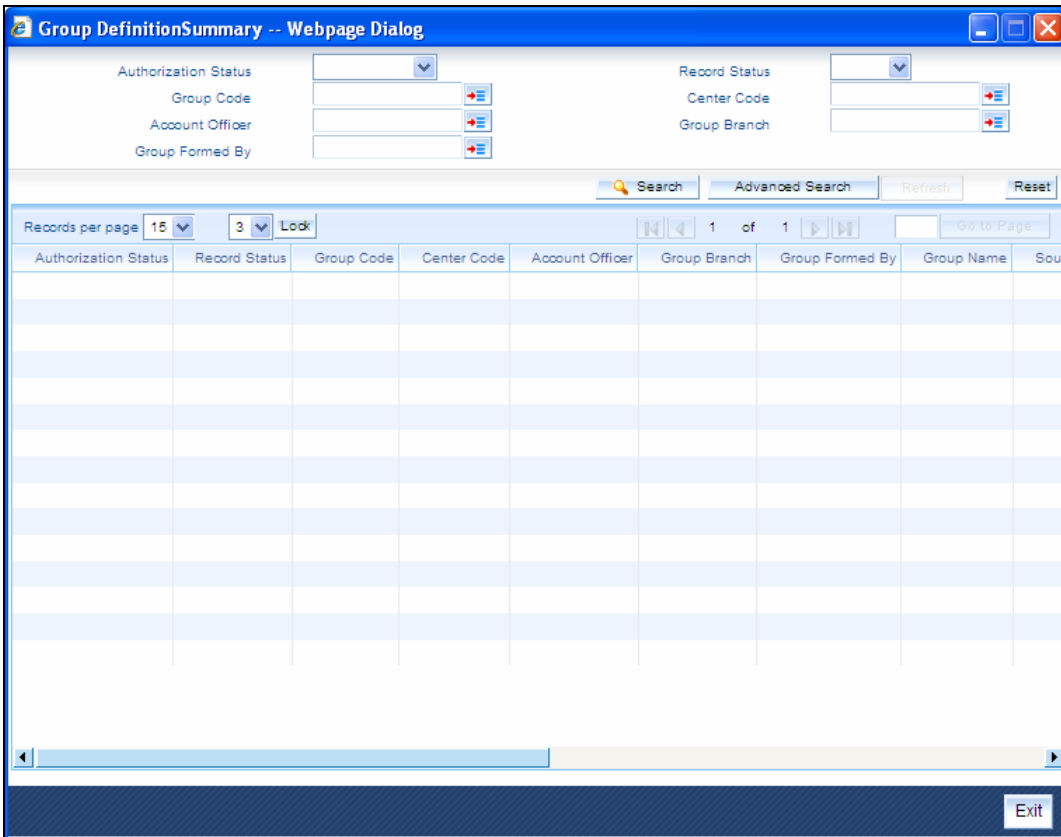 Group DefinitionSummary -- Webpage Dialog
Authorization Status Record Status
Group Code Center Code
Account Officer Group Branch
Group Formed By
Search Advanced Search Refresh Reset
Records per page 15 3 Lock 1 of 1 Go to Page
Authorization Status Record Status Group Code Center Code Account Officer Group Branch Group Formed By Group Name Sou
Exit